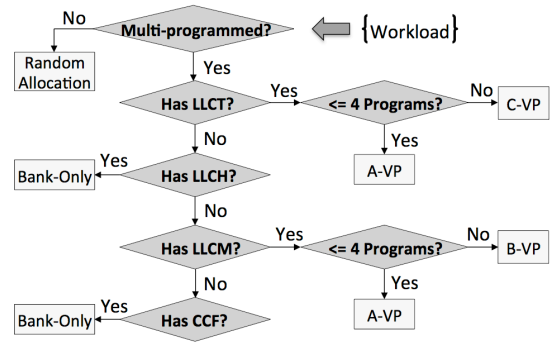 No
Multi-programmed?
{Workload}
Random
Allocation
Yes
Has LLCT?
Yes
<= 4 Programs?
No
C-VP
No
Yes
A-VP
Bank-Only
Yes
Has LLCH?
No
Has LLCM?
Yes
<= 4 Programs?
No
B-VP
No
Yes
A-VP
Bank-Only
Yes
Has CCF?